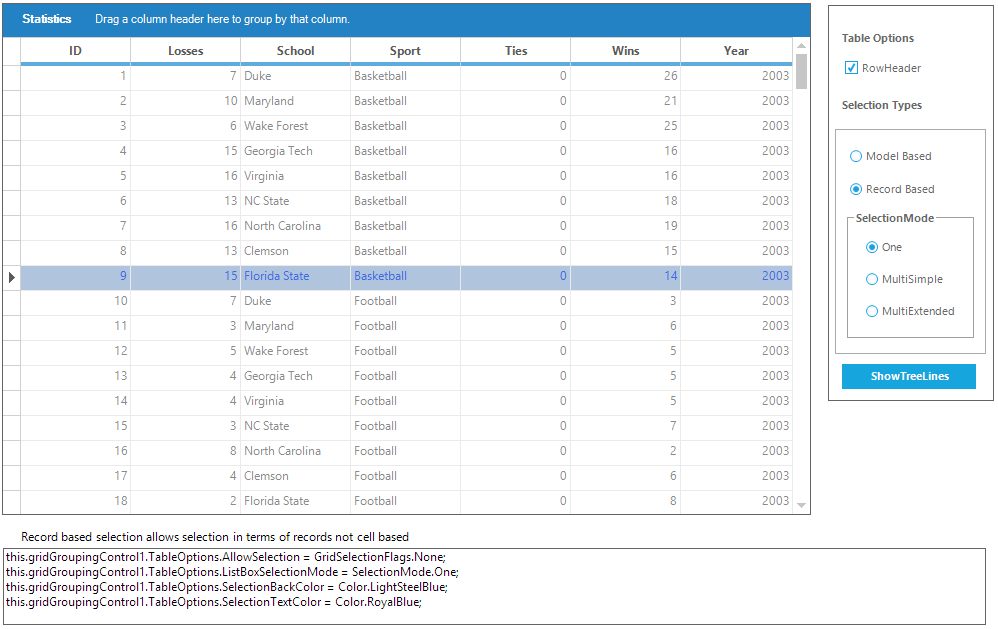 Statistics Drag a column header here to group by that column.
ID Losses School Sport Ties Wins Year
1 7 Duke Basketball 0 26 2003
2 10 Maryland Basketball 0 21 2003
3 6 Wake Forest Basketball 0 25 2003
4 15 Georgia Tech Basketball 0 16 2003
5 16 Virginia Basketball 0 16 2003
6 13 NC State Basketball 0 18 2003
7 16 North Carolina Basketball 0 19 2003
8 13 Clemson Basketball 0 15 2003
9 15 Florida State Basketball 0 14 2003
10 7 Duke Football 0 3 2003
11 3 Maryland Football 0 6 2003
12 5 Wake Forest Football 0 5 2003
13 4 Georgia Tech Football 0 5 2003
14 4 Virginia Football 0 5 2003
15 3 NC State Football 0 7 2003
16 8 North Carolina Football 0 2 2003
17 4 Clemson Football 0 6 2003
18 2 Florida State Football 0 8 2003
Table Options
RowHeader
Selection Types
Model Based
Record Based
SelectionMode
One
MultiSimple
MultiExtended
ShowTreeLines
Record based selection allows selection in terms of records not cell based
this.gridGroupingControl1.TableOptions.AllowSelection = GridSelectionFlags.None;
this.gridGroupingControl1.TableOptions.ListBoxSelectionMode = SelectionMode.One;
this.gridGroupingControl1.TableOptions.SelectionBackColor = Color.LightSteelBlue;
this.gridGroupingControl1.TableOptions.SelectionTextColor = Color.RoyalBlue;